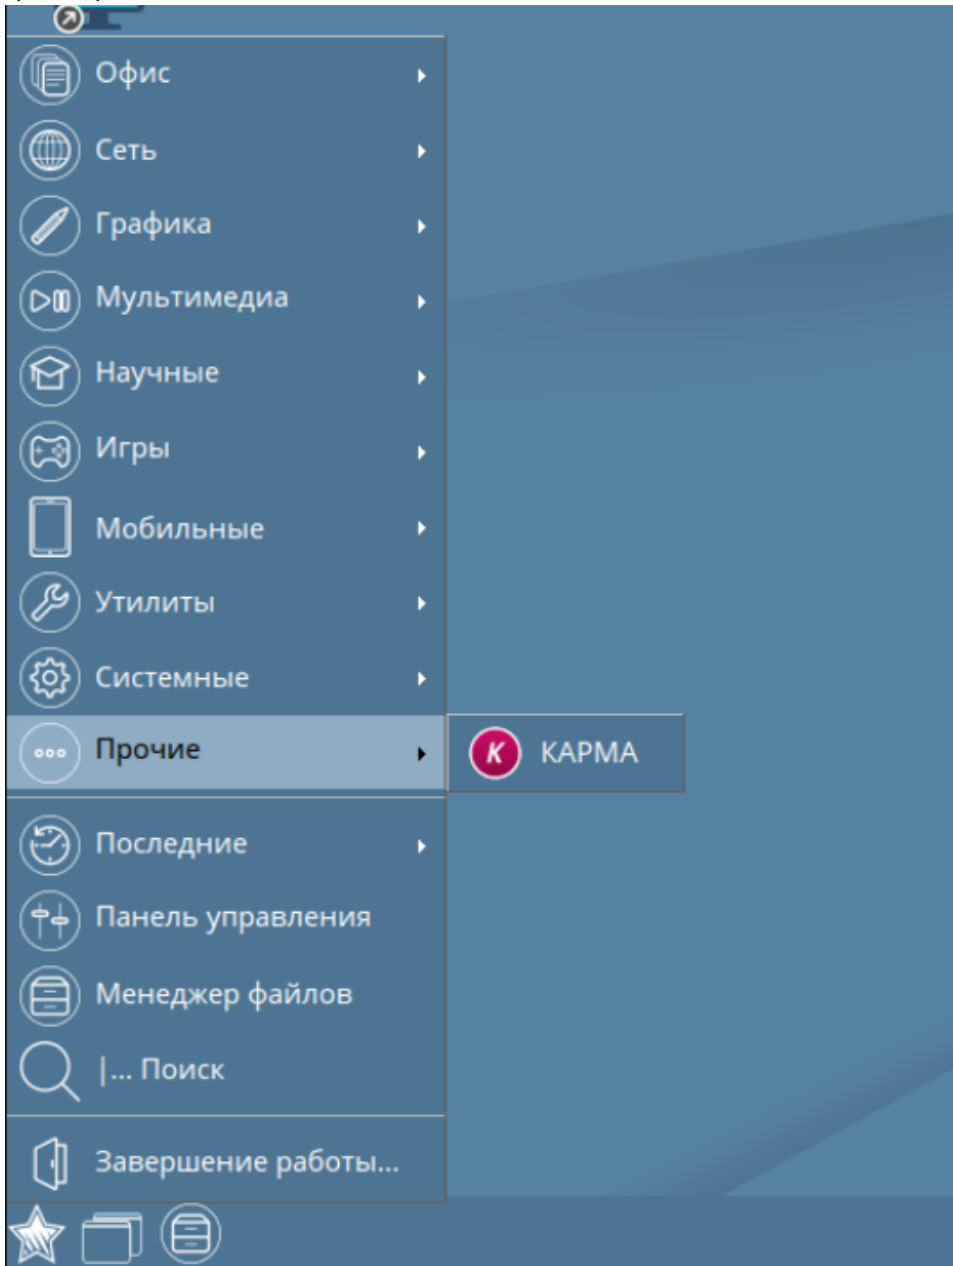 Офис
Сеть
Графика
Мультимедиа
Научные
Игры
Мобильные
Утилиты
Системные
Прочие
K КАРМА
Последние
Панель управления
Менеджер файлов
|... Поиск
Завершение работы...